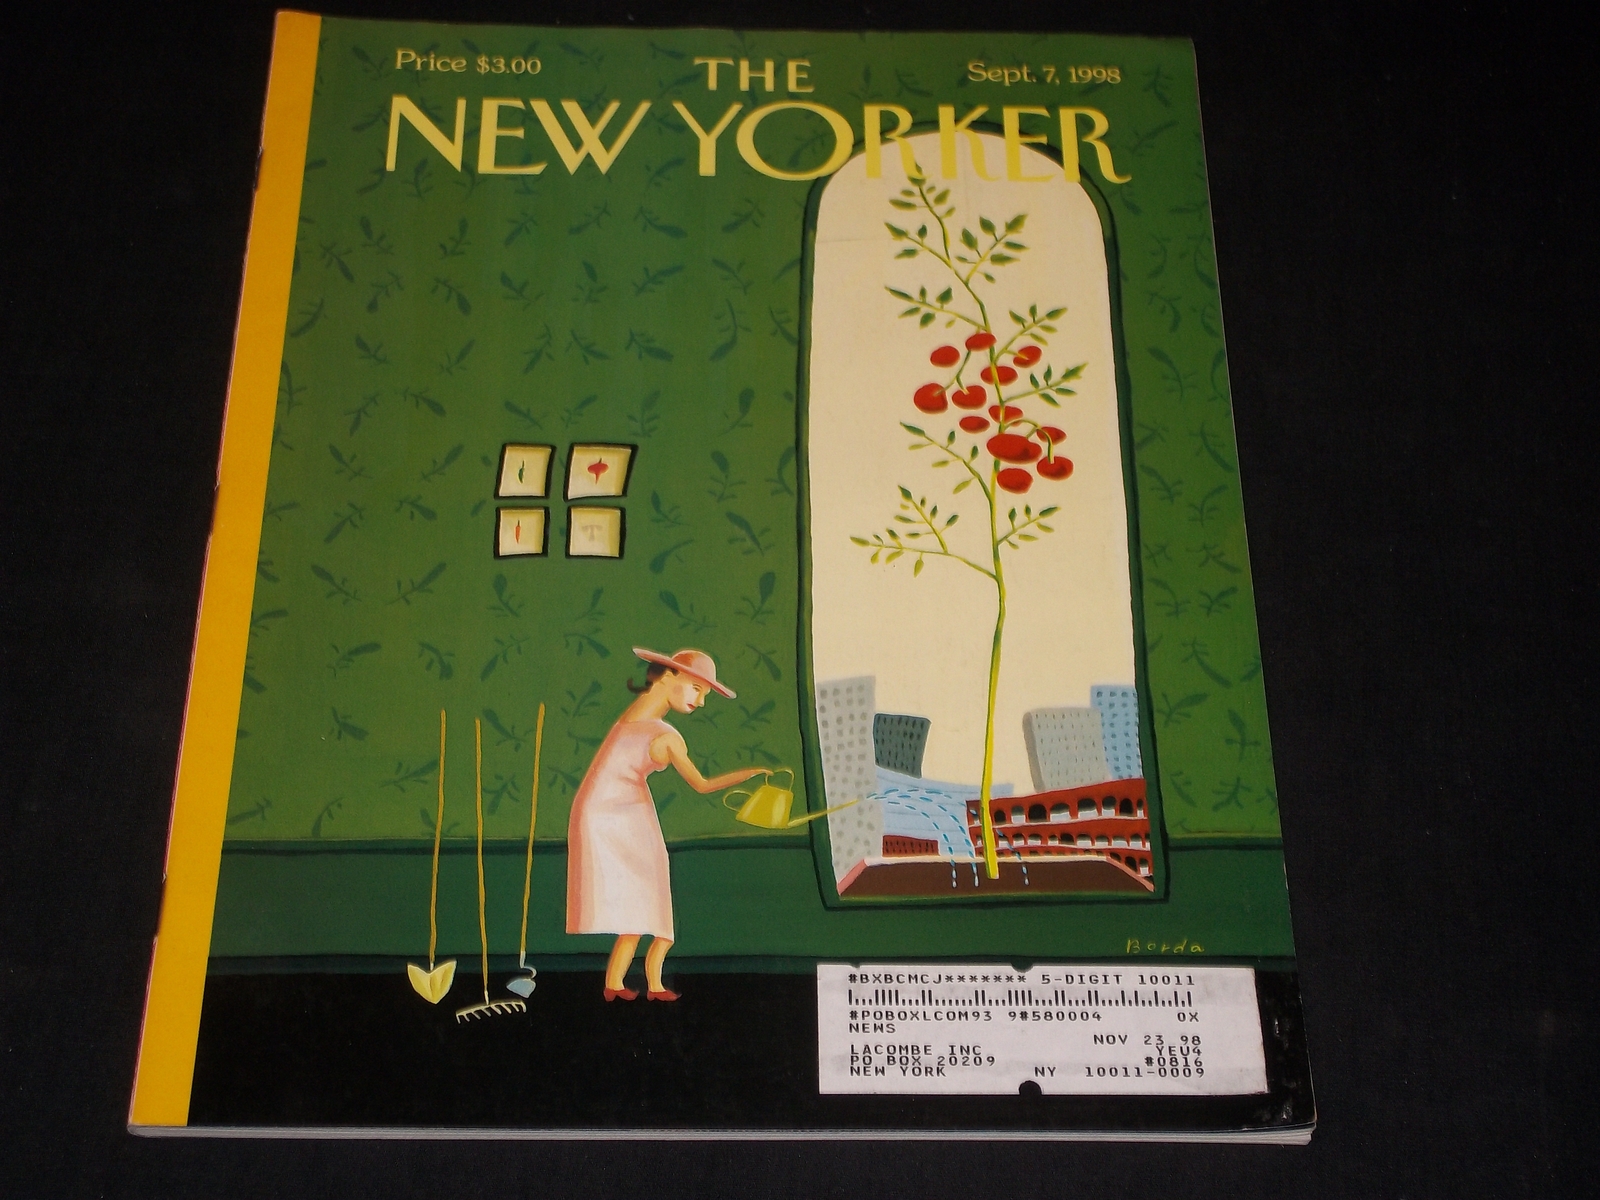 Price $3.00
THE
Sept. 7, 1998
NEW YORKER
Borda
#BXBCMCJ******* 5-DIGIT 10011
#POBOXLCOM93 9#580004 0X
NEWS
NOV 23 98
LACOMBE INC YEU4
PO BOX 20209 #0816
NEW YORK NY 10011-0009